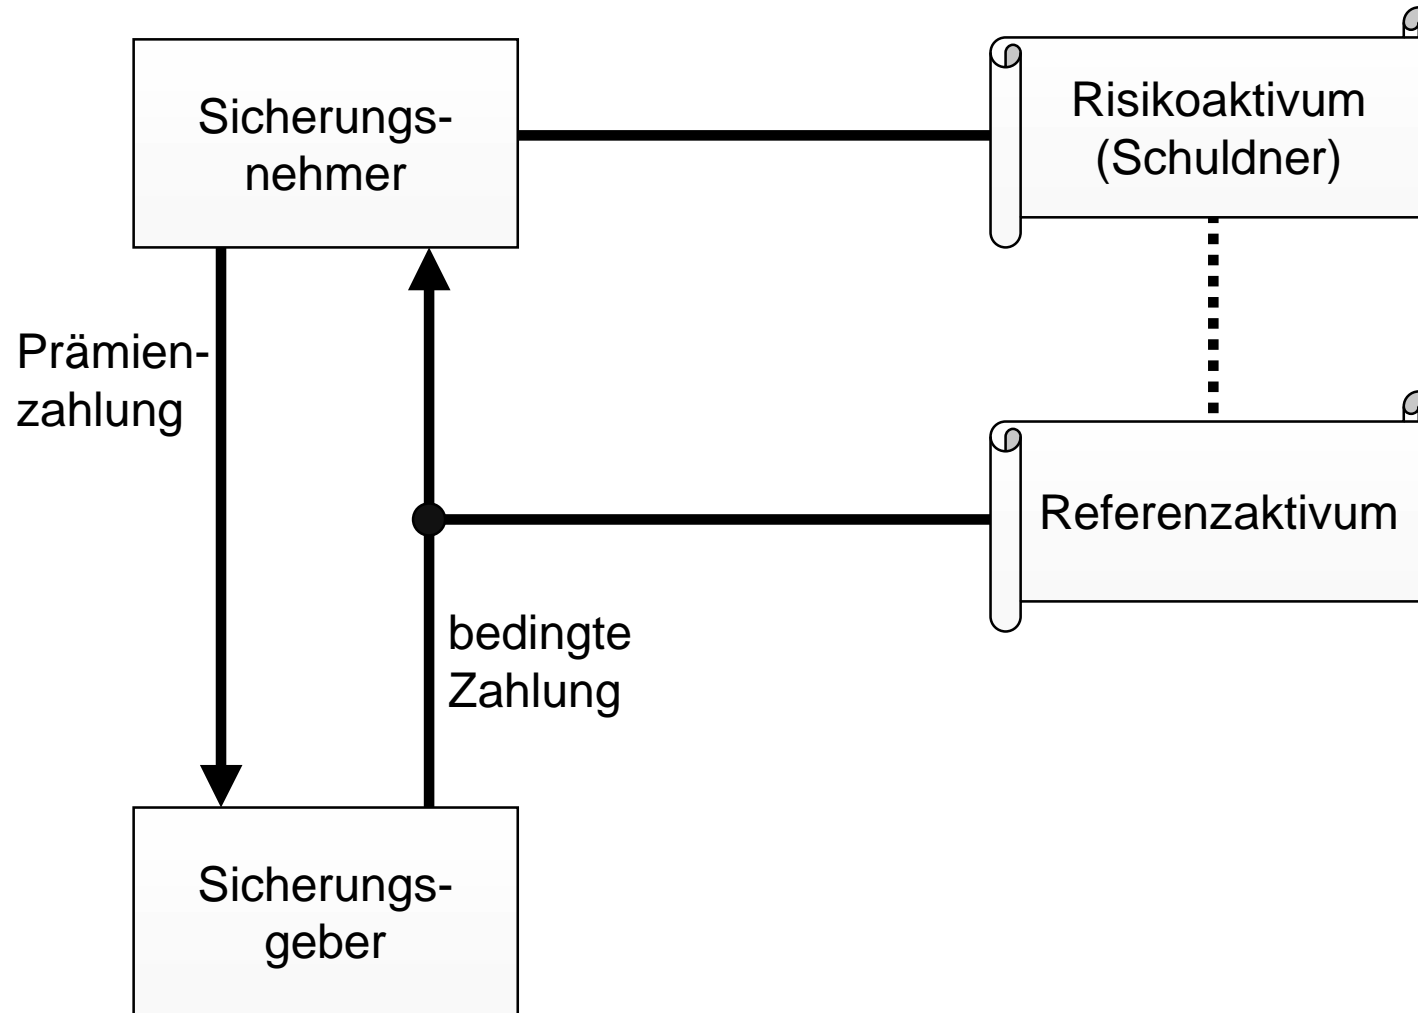 Sicherungs-
nehmer
Risikoaktivum
(Schuldner)
Prämien-
zahlung
Referenzaktivum
bedingte
Zahlung
Sicherungs-
geber